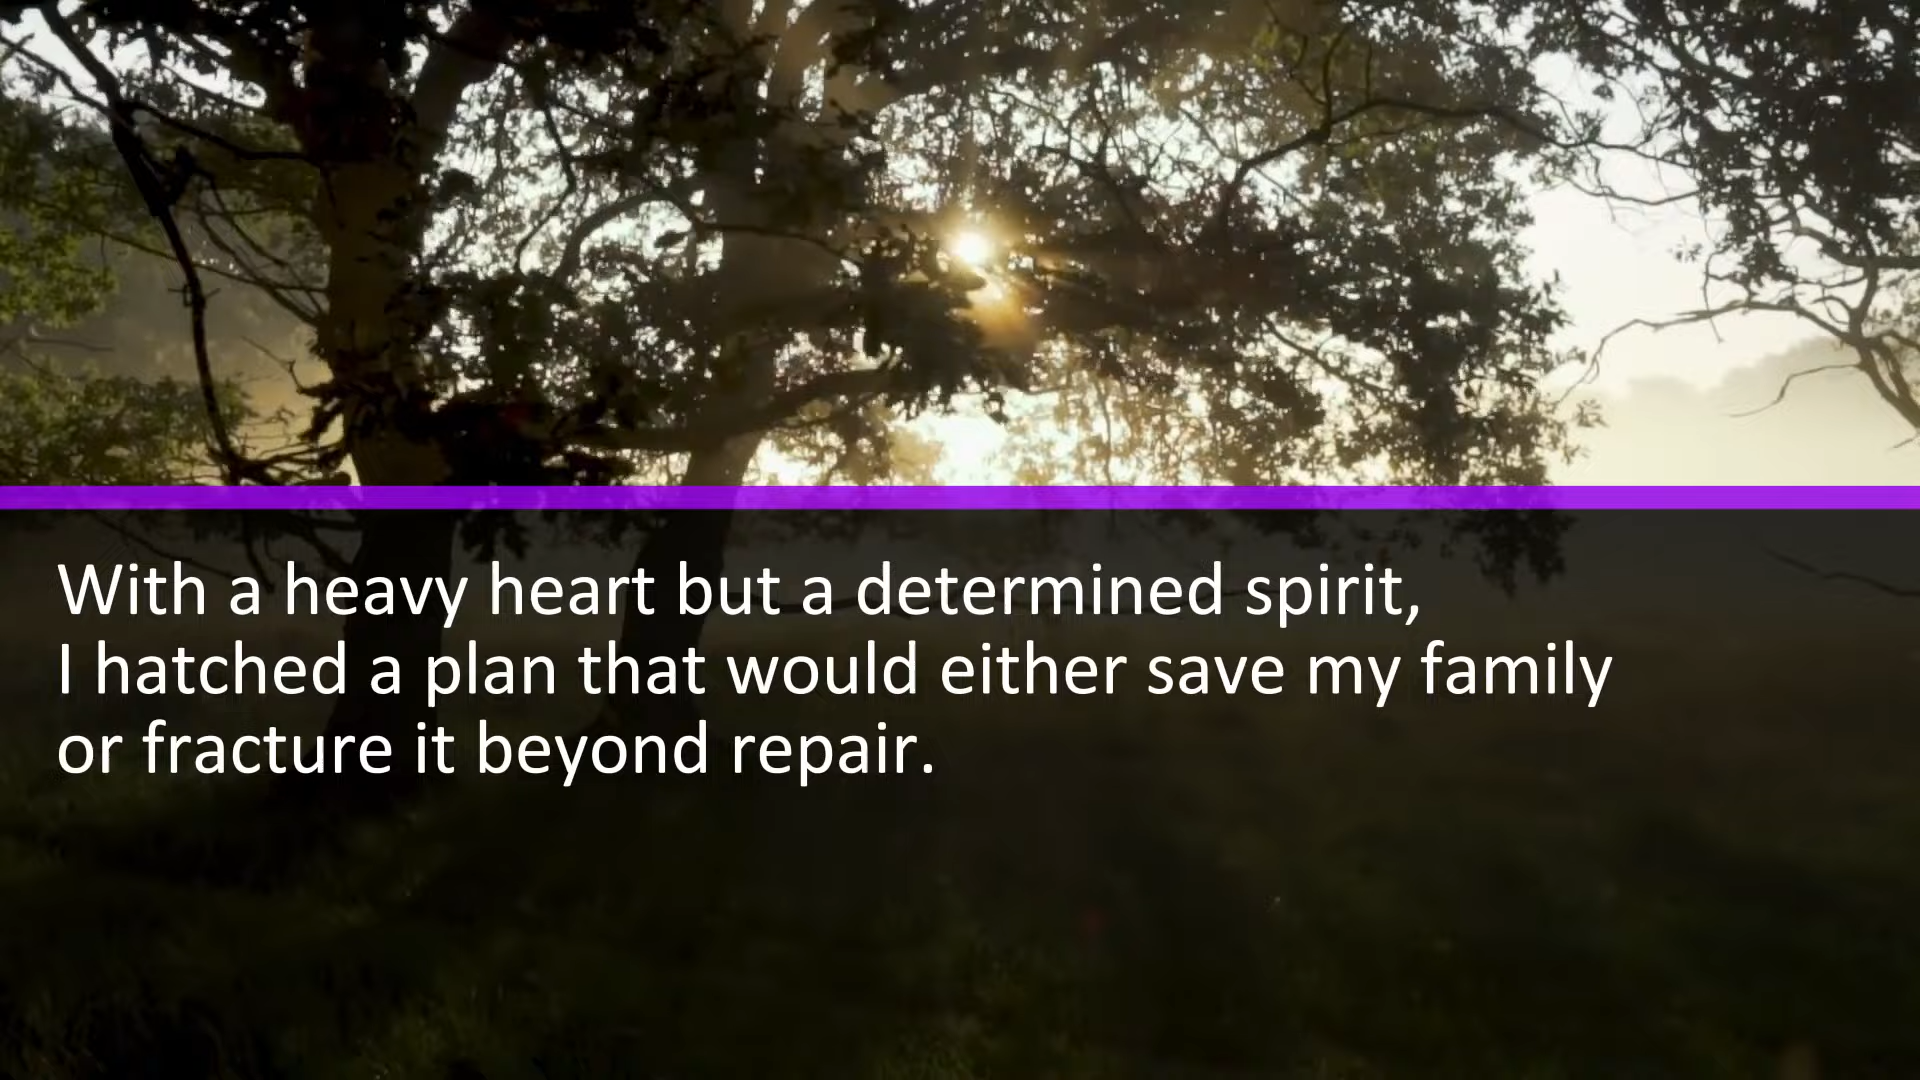 With a heavy heart but a determined spirit,
I hatched a plan that would either save my family
or fracture it beyond repair.